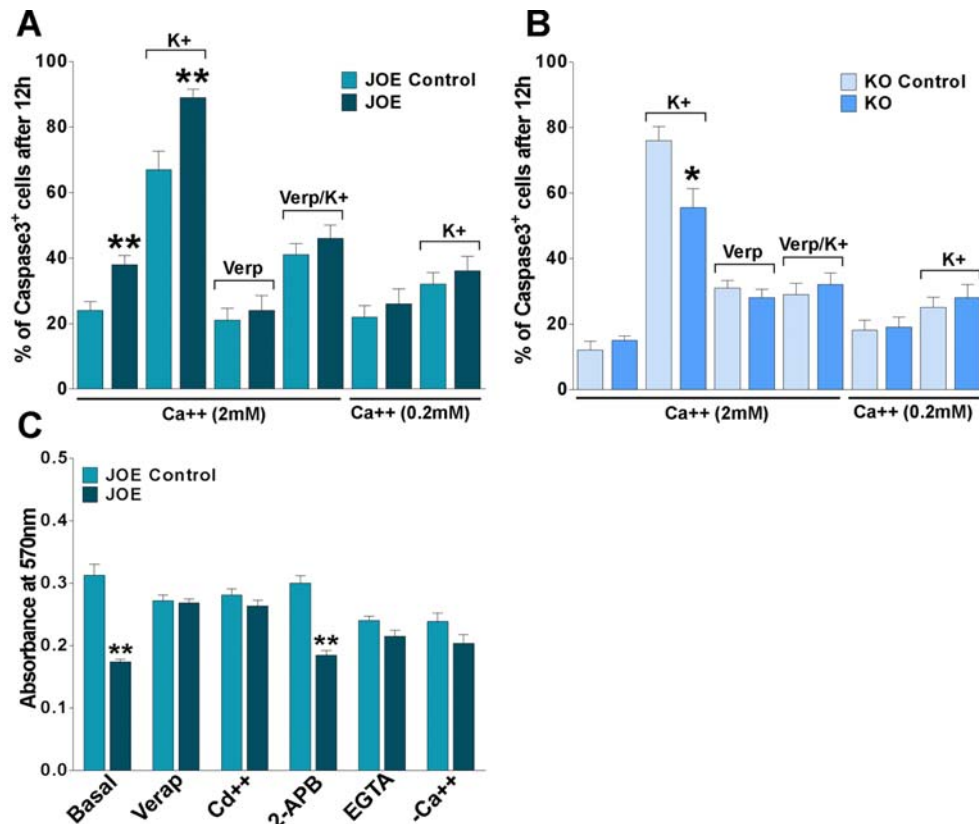 A
% of Caspase3+ cells after 12h
100
80
60
40
20
0
K+
**
**
JOE Control
JOE
Verp
Verp/K+
K+
Ca++ (2mM)
Ca++ (0.2mM)
B
% of Caspase3+ cells after 12h
100
80
60
40
20
0
KO Control
KO
K+
*
Verp
Verp/K+
K+
Ca++ (2mM)
Ca++ (0.2mM)
C
Absorbance at 570nm
0.5
0.4
0.3
0.2
0.1
0.0
JOE Control
JOE
**
**
Basal
Verap
Cd++
2-APB
EGTA
-Ca++